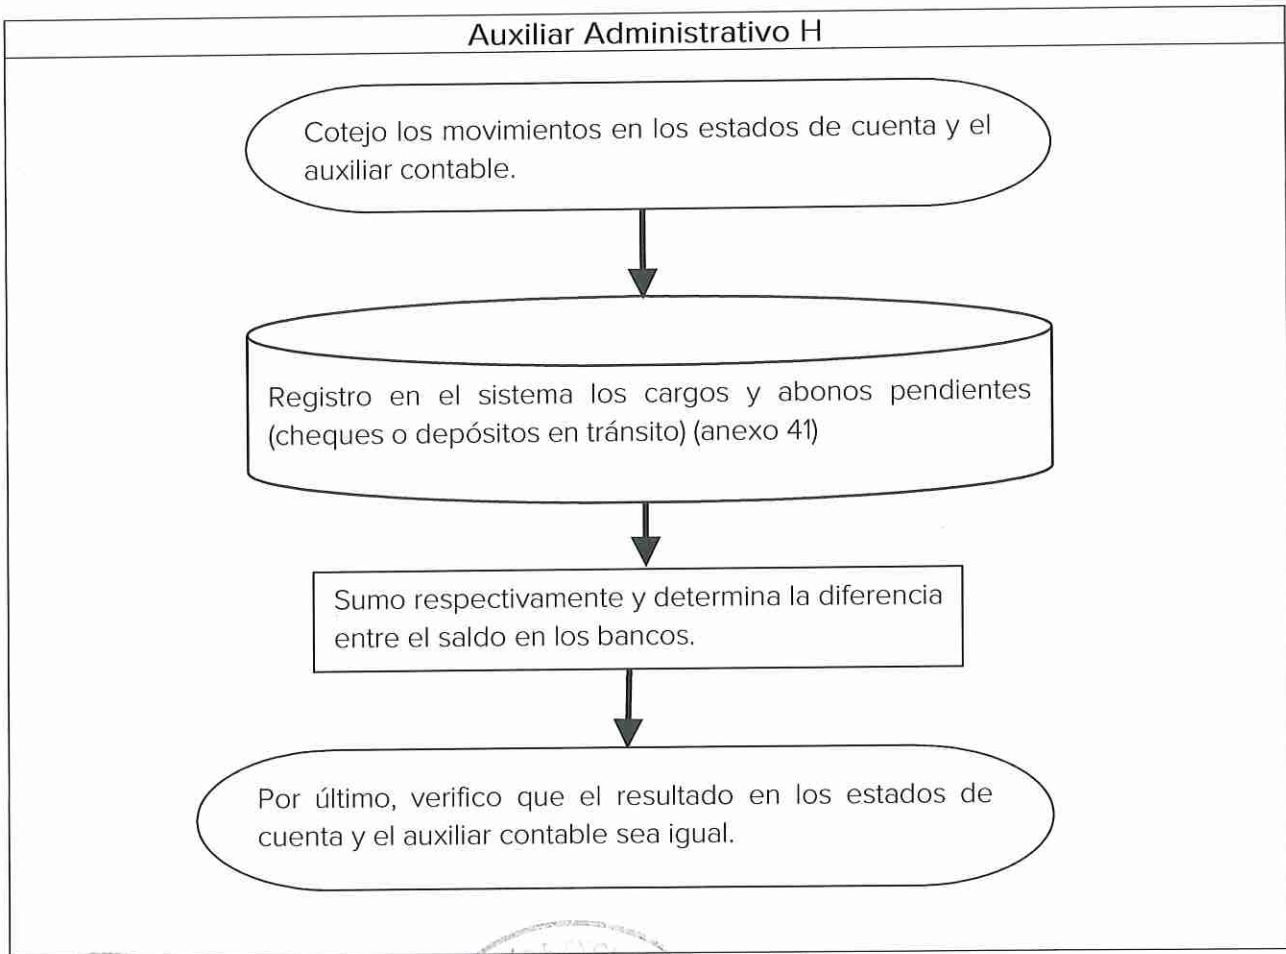 Auxiliar Administrativo H
Cotejo los movimientos en los estados de cuenta y el
auxiliar contable.
Registro en el sistema los cargos y abonos pendientes
(cheques o depósitos en tránsito) (anexo 41)
Sumo respectivamente y determina la diferencia
entre el saldo en los bancos.
Por último, verifico que el resultado en los estados de
cuenta y el auxiliar contable sea igual.